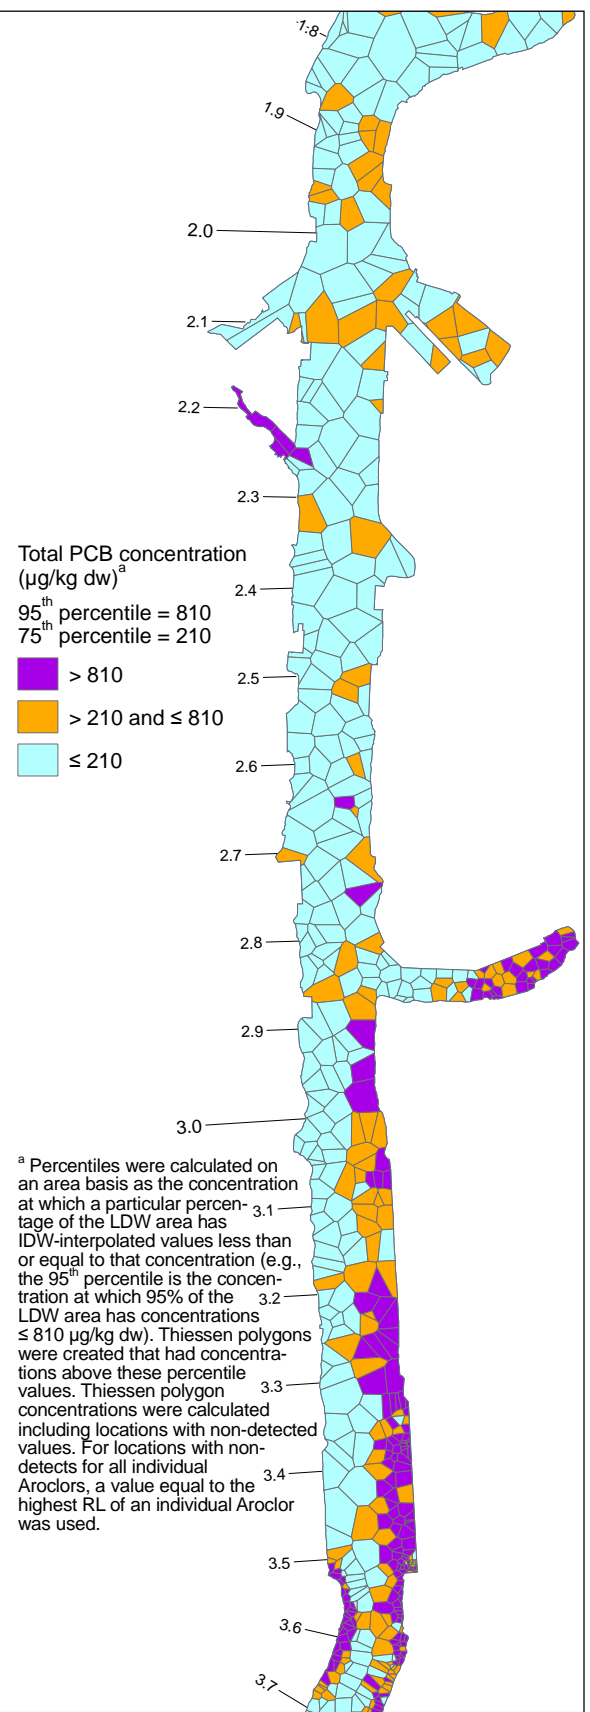 1.8
1.9
2.0
2.1
2.2
2.3
Total PCB concentration
(µg/kg dw)a
95th percentile = 810
75th percentile = 210
> 810
> 210 and ≤ 810
≤ 210
2.4
2.5
2.6
2.7
2.8
2.9
3.0
a Percentiles were calculated on
an area basis as the concentration
at which a particular percen-
tage of the LDW area has
IDW-interpolated values less than
or equal to that concentration (e.g.,
the 95th percentile is the concen-
tration at which 95% of the
LDW area has concentrations
≤ 810 µg/kg dw). Thiessen polygons
were created that had concentra-
tions above these percentile
values. Thiessen polygon
concentrations were calculated
including locations with non-detected
values. For locations with non-
detects for all individual
Aroclors, a value equal to the
highest RL of an individual Aroclor
was used.
3.1
3.2
3.3
3.4
3.5
3.6
3.7